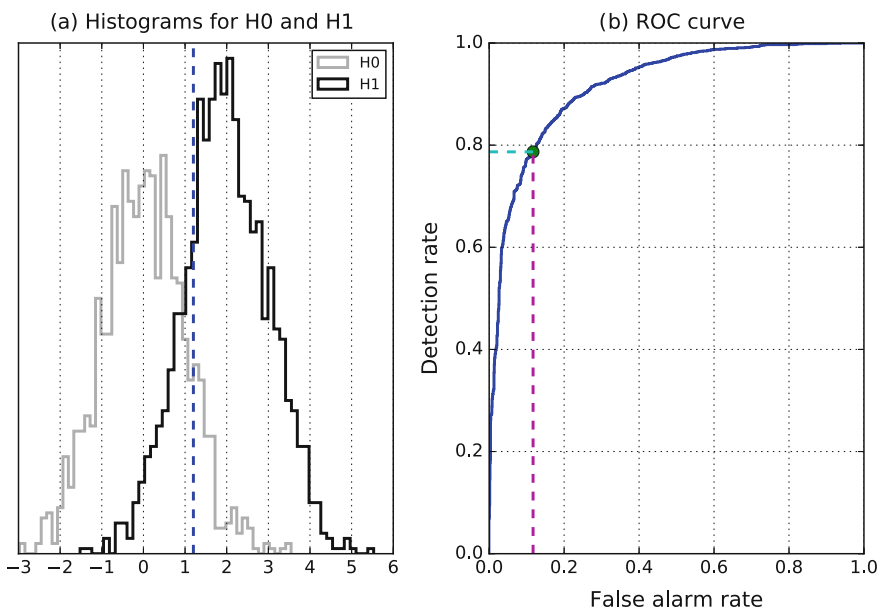 (a) Histograms for H0 and H1
H0
H1
−3 −2 −1 0 1 2 3 4 5 6
(b) ROC curve
1.0
0.8
0.6
0.4
0.2
0.0
Detection rate
0.0 0.2 0.4 0.6 0.8 1.0
False alarm rate